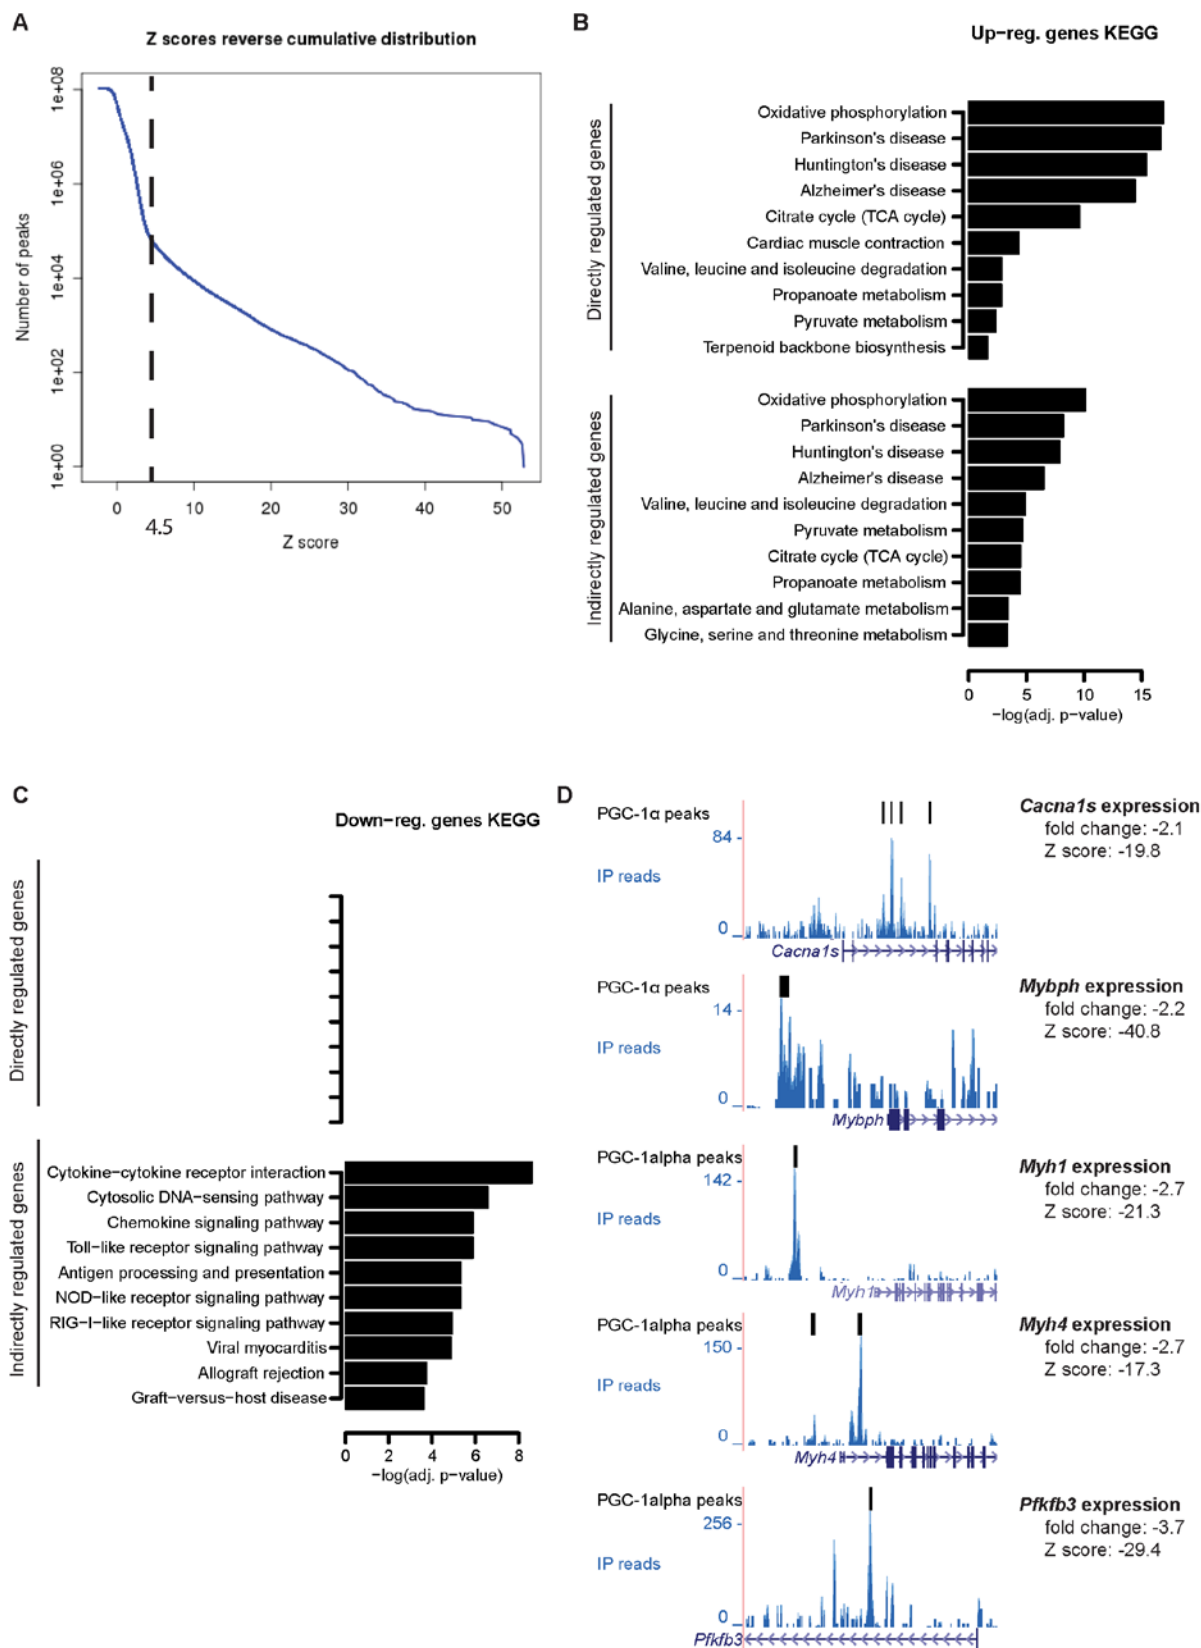 A
Z scores reverse cumulative distribution
Number of peaks
1e+08
1e+06
1e+04
1e+02
1e+00
0 10 20 30 40 50
4.5
Z score
B
Up-reg. genes KEGG
Directly regulated genes
Oxidative phosphorylation
Parkinson's disease
Huntington's disease
Alzheimer's disease
Citrate cycle (TCA cycle)
Cardiac muscle contraction
Valine, leucine and isoleucine degradation
Propanoate metabolism
Pyruvate metabolism
Terpenoid backbone biosynthesis
Indirectly regulated genes
Oxidative phosphorylation
Parkinson's disease
Huntington's disease
Alzheimer's disease
Valine, leucine and isoleucine degradation
Pyruvate metabolism
Citrate cycle (TCA cycle)
Propanoate metabolism
Alanine, aspartate and glutamate metabolism
Glycine, serine and threonine metabolism
0 5 10 15
−log(adj. p−value)
C
Down−reg. genes KEGG
Directly regulated genes
Indirectly regulated genes
Cytokine−cytokine receptor interaction
Cytosolic DNA−sensing pathway
Chemokine signaling pathway
Toll−like receptor signaling pathway
Antigen processing and presentation
NOD−like receptor signaling pathway
RIG−I−like receptor signaling pathway
Viral myocarditis
Allograft rejection
Graft−versus−host disease
0 2 4 6 8
−log(adj. p−value)
D
PGC-1α peaks
84
IP reads
0
Cacna1s
Cacna1s expression
fold change: -2.1
Z score: -19.8
PGC-1α peaks
14
IP reads
0
Mybph
Mybph expression
fold change: -2.2
Z score: -40.8
PGC-1alpha peaks
142
IP reads
0
Myh1
Myh1 expression
fold change: -2.7
Z score: -21.3
PGC-1alpha peaks
150
IP reads
0
Myh4
Myh4 expression
fold change: -2.7
Z score: -17.3
PGC-1alpha peaks
256
IP reads
0
Pfkfb3
Pfkfb3 expression
fold change: -3.7
Z score: -29.4